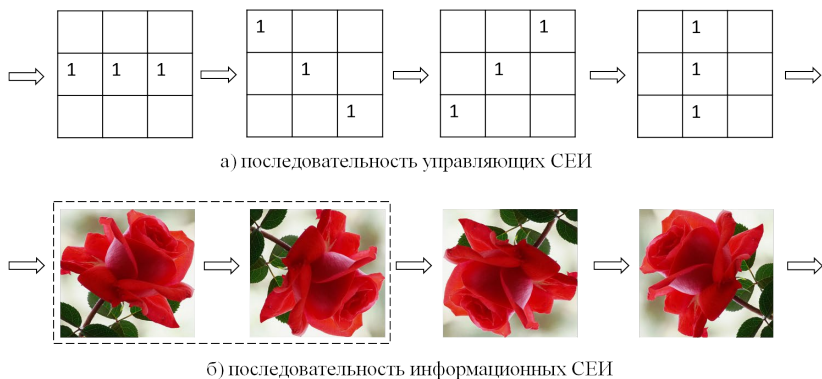 1 1
1 1 1 1 1 1
1 1 1
а) последовательность управляющих СЕИ
б) последовательность информационных СЕИ